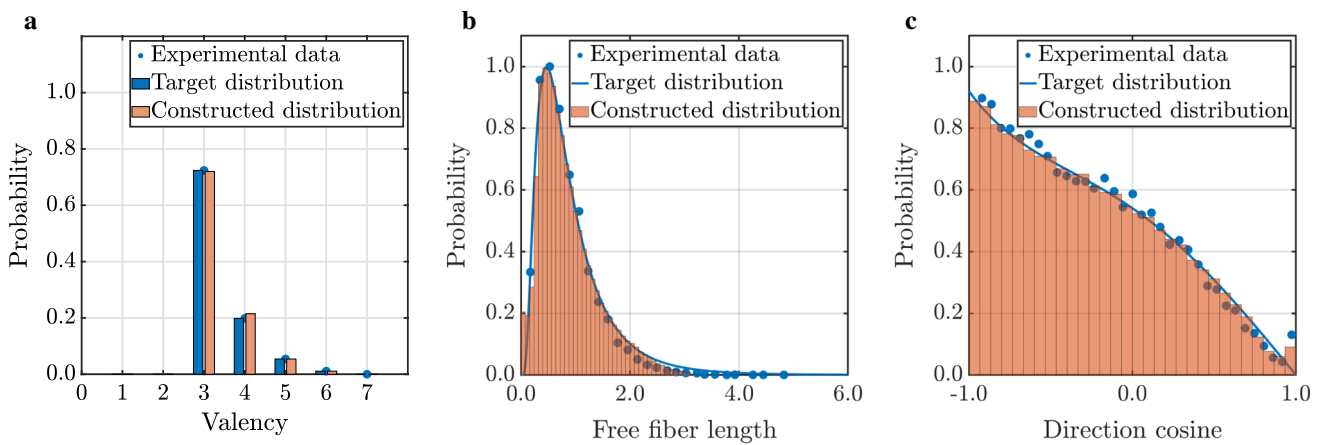 a
Experimental data
Target distribution
Constructed distribution
1.0
0.8
0.6
0.4
0.2
0.0
0 1 2 3 4 5 6 7
Probability
Valency
b
Experimental data
Target distribution
Constructed distribution
1.0
0.8
0.6
0.4
0.2
0.0
0.0 2.0 4.0 6.0
Probability
Free fiber length
c
Experimental data
Target distribution
Constructed distribution
1.0
0.8
0.6
0.4
0.2
0.0
-1.0 0.0 1.0
Probability
Direction cosine